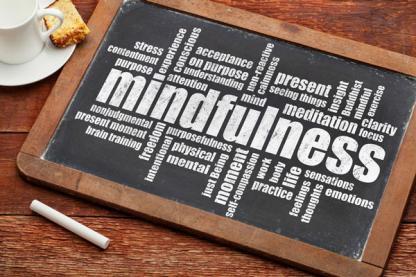 stress
contentment
purpose
experience
conscious
acceptance
on purpose
understanding
attention
non-reactive
calmness
mind
present
seeing things
insight
Buddhist
mindful
exercise
meditation
clarity
focus
mindfulness
nonjudgmental
present moment
brain training
freedom
intentional
purposefulness
physical
mental
just Being
moment
self-compassion
work
body
practice
life
feelings
thoughts
sensations
emotions